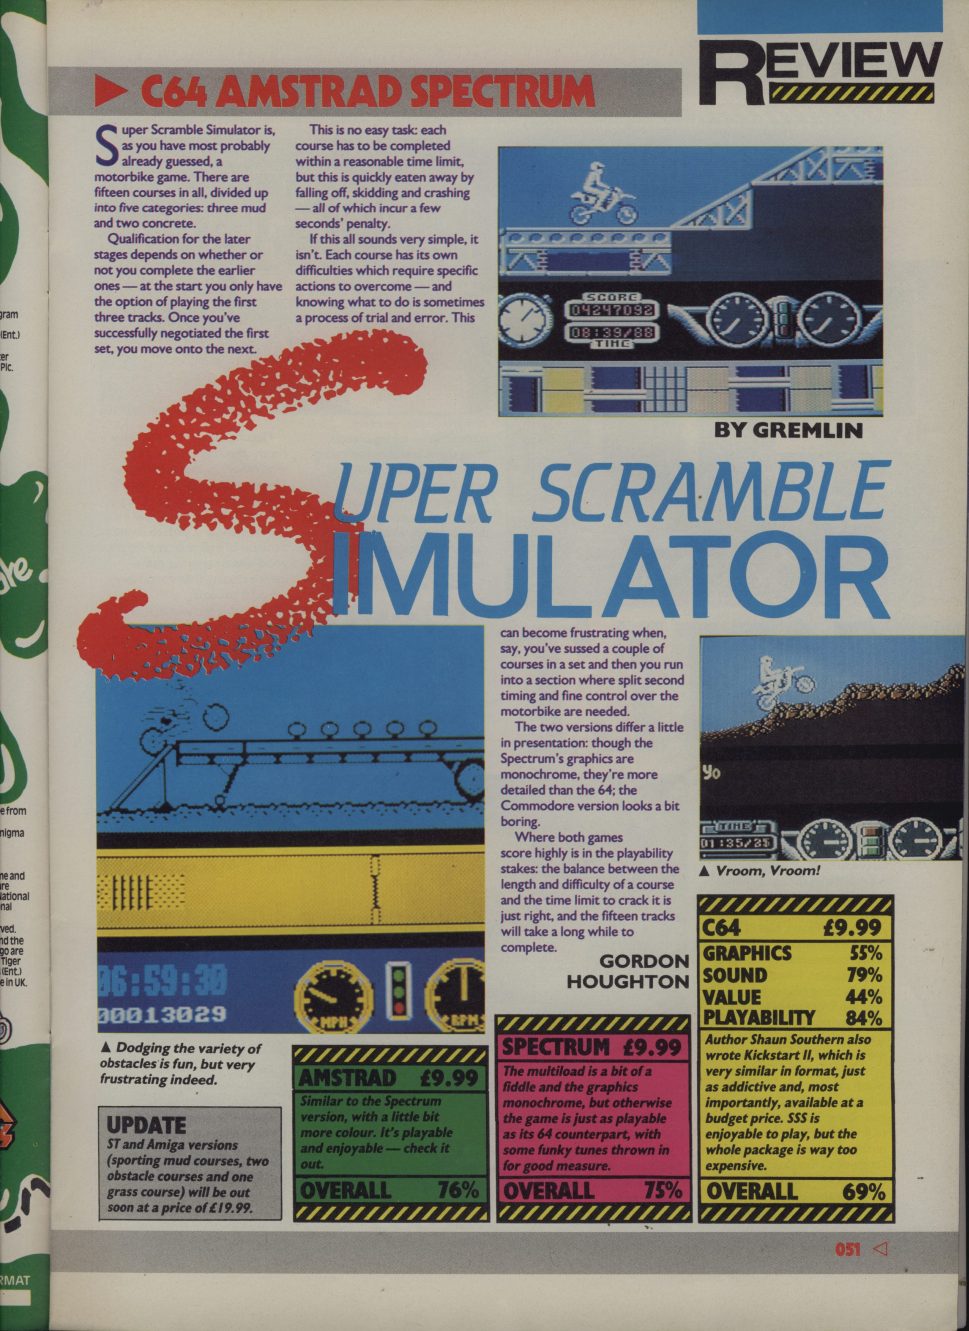 REVIEW
C64 AMSTRAD SPECTRUM
Super Scramble Simulator is,
as you have most probably
already guessed, a
motorbike game. There are
fifteen courses in all, divided up
into five categories: three mud
and two concrete.
Qualification for the later
stages depends on whether or
not you complete the earlier
ones — at the start you only have
the option of playing the first
three tracks. Once you've
successfully negotiated the first
set, you move onto the next.
This is no easy task: each
course has to be completed
within a reasonable time limit,
but this is quickly eaten away by
falling off, skidding and crashing
— all of which incur a few
seconds' penalty.
If this all sounds very simple, it
isn't. Each course has its own
difficulties which require specific
actions to overcome — and
knowing what to do is sometimes
a process of trial and error. This
SCORE
04247092
08:39/88
TIME
BY GREMLIN
SUPER SCRAMBLE
SIMULATOR
can become frustrating when,
say, you've sussed a couple of
courses in a set and then you run
into a section where split second
timing and fine control over the
motorbike are needed.
The two versions differ a little
in presentation: though the
Spectrum's graphics are
monochrome, they're more
detailed than the 64; the
Commodore version looks a bit
boring.
Where both games
score highly is in the playability
stakes: the balance between the
length and difficulty of a course
and the time limit to crack it is
just right, and the fifteen tracks
will take a long while to
complete.
GORDON
HOUGHTON
Yo
TIME
01:35/25
▲ Vroom, Vroom!
06:59:30
00013029
MPH
RPM
▲ Dodging the variety of
obstacles is fun, but very
frustrating indeed.
UPDATE
ST and Amiga versions
(sporting mud courses, two
obstacle courses and one
grass course) will be out
soon at a price of £19.99.
AMSTRAD £9.99
Similar to the Spectrum
version, with a little bit
more colour. It's playable
and enjoyable — check it
out.
OVERALL 76%
SPECTRUM £9.99
The multiload is a bit of a
fiddle and the graphics
monochrome, but otherwise
the game is just as playable
as its 64 counterpart, with
some funky tunes thrown in
for good measure.
OVERALL 75%
C64 £9.99
GRAPHICS 55%
SOUND 79%
VALUE 44%
PLAYABILITY 84%
Author Shaun Southern also
wrote Kickstart II, which is
very similar in format, just
as addictive and, most
importantly, available at a
budget price. SSS is
enjoyable to play, but the
whole package is way too
expensive.
OVERALL 69%
051
gram
(Ent.)
er
Plc.
ke
e from
nigma
ne and
re
lational
nal
ved.
nd the
go are
Tiger
(Ent.)
e in UK.
RMAT